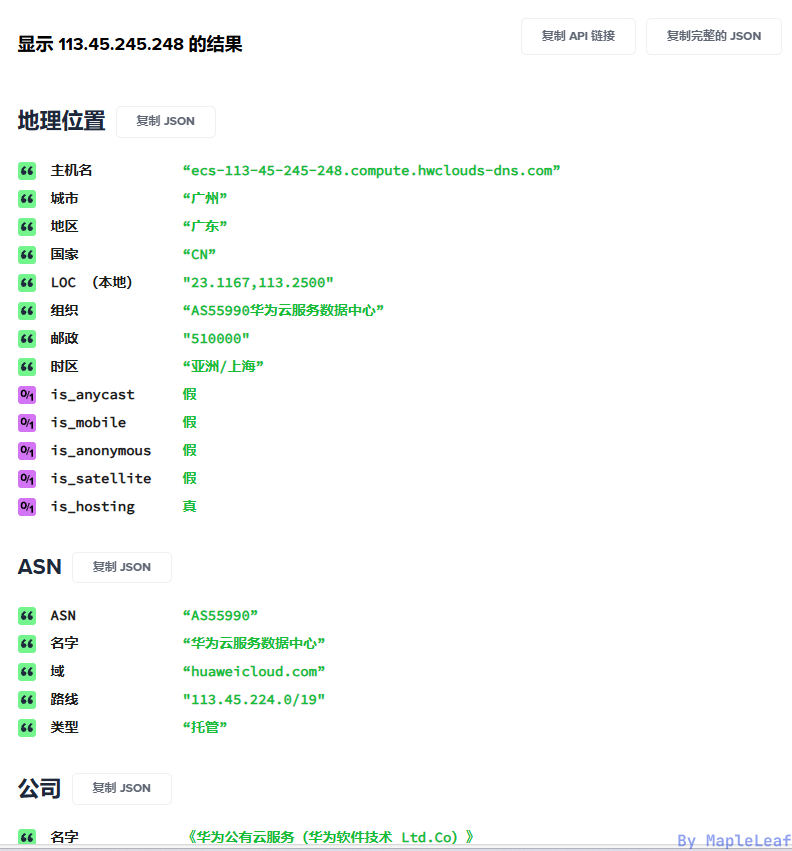 显示 113.45.245.248 的结果
复制 API 链接
复制完整的 JSON
地理位置
复制 JSON
主机名 “ecs-113-45-245-248.compute.hwclouds-dns.com”
城市 “广州”
地区 “广东”
国家 “CN”
LOC （本地） "23.1167,113.2500"
组织 “AS55990华为云服务数据中心”
邮政 "510000"
时区 “亚洲/上海”
is_anycast 假
is_mobile 假
is_anonymous 假
is_satellite 假
is_hosting 真
ASN
复制 JSON
ASN “AS55990”
名字 “华为云服务数据中心”
域 “huaweicloud.com”
路线 "113.45.224.0/19"
类型 “托管”
公司
复制 JSON
名字 《华为公有云服务（华为软件技术 Ltd.Co）》
By MapleLeaf